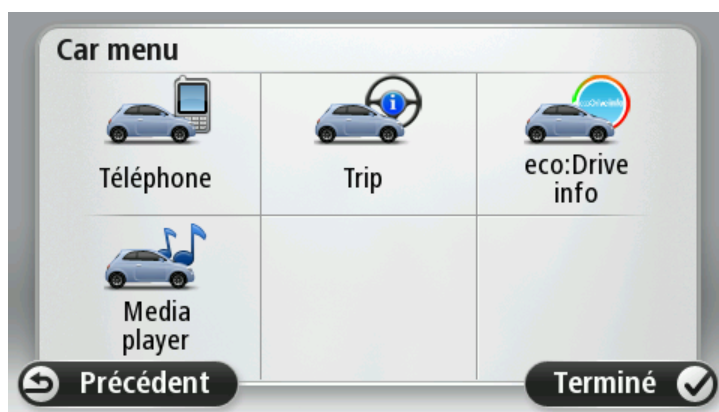 Car menu
Téléphone
Trip
eco:Drive
info
Media
player
Précédent
Terminé